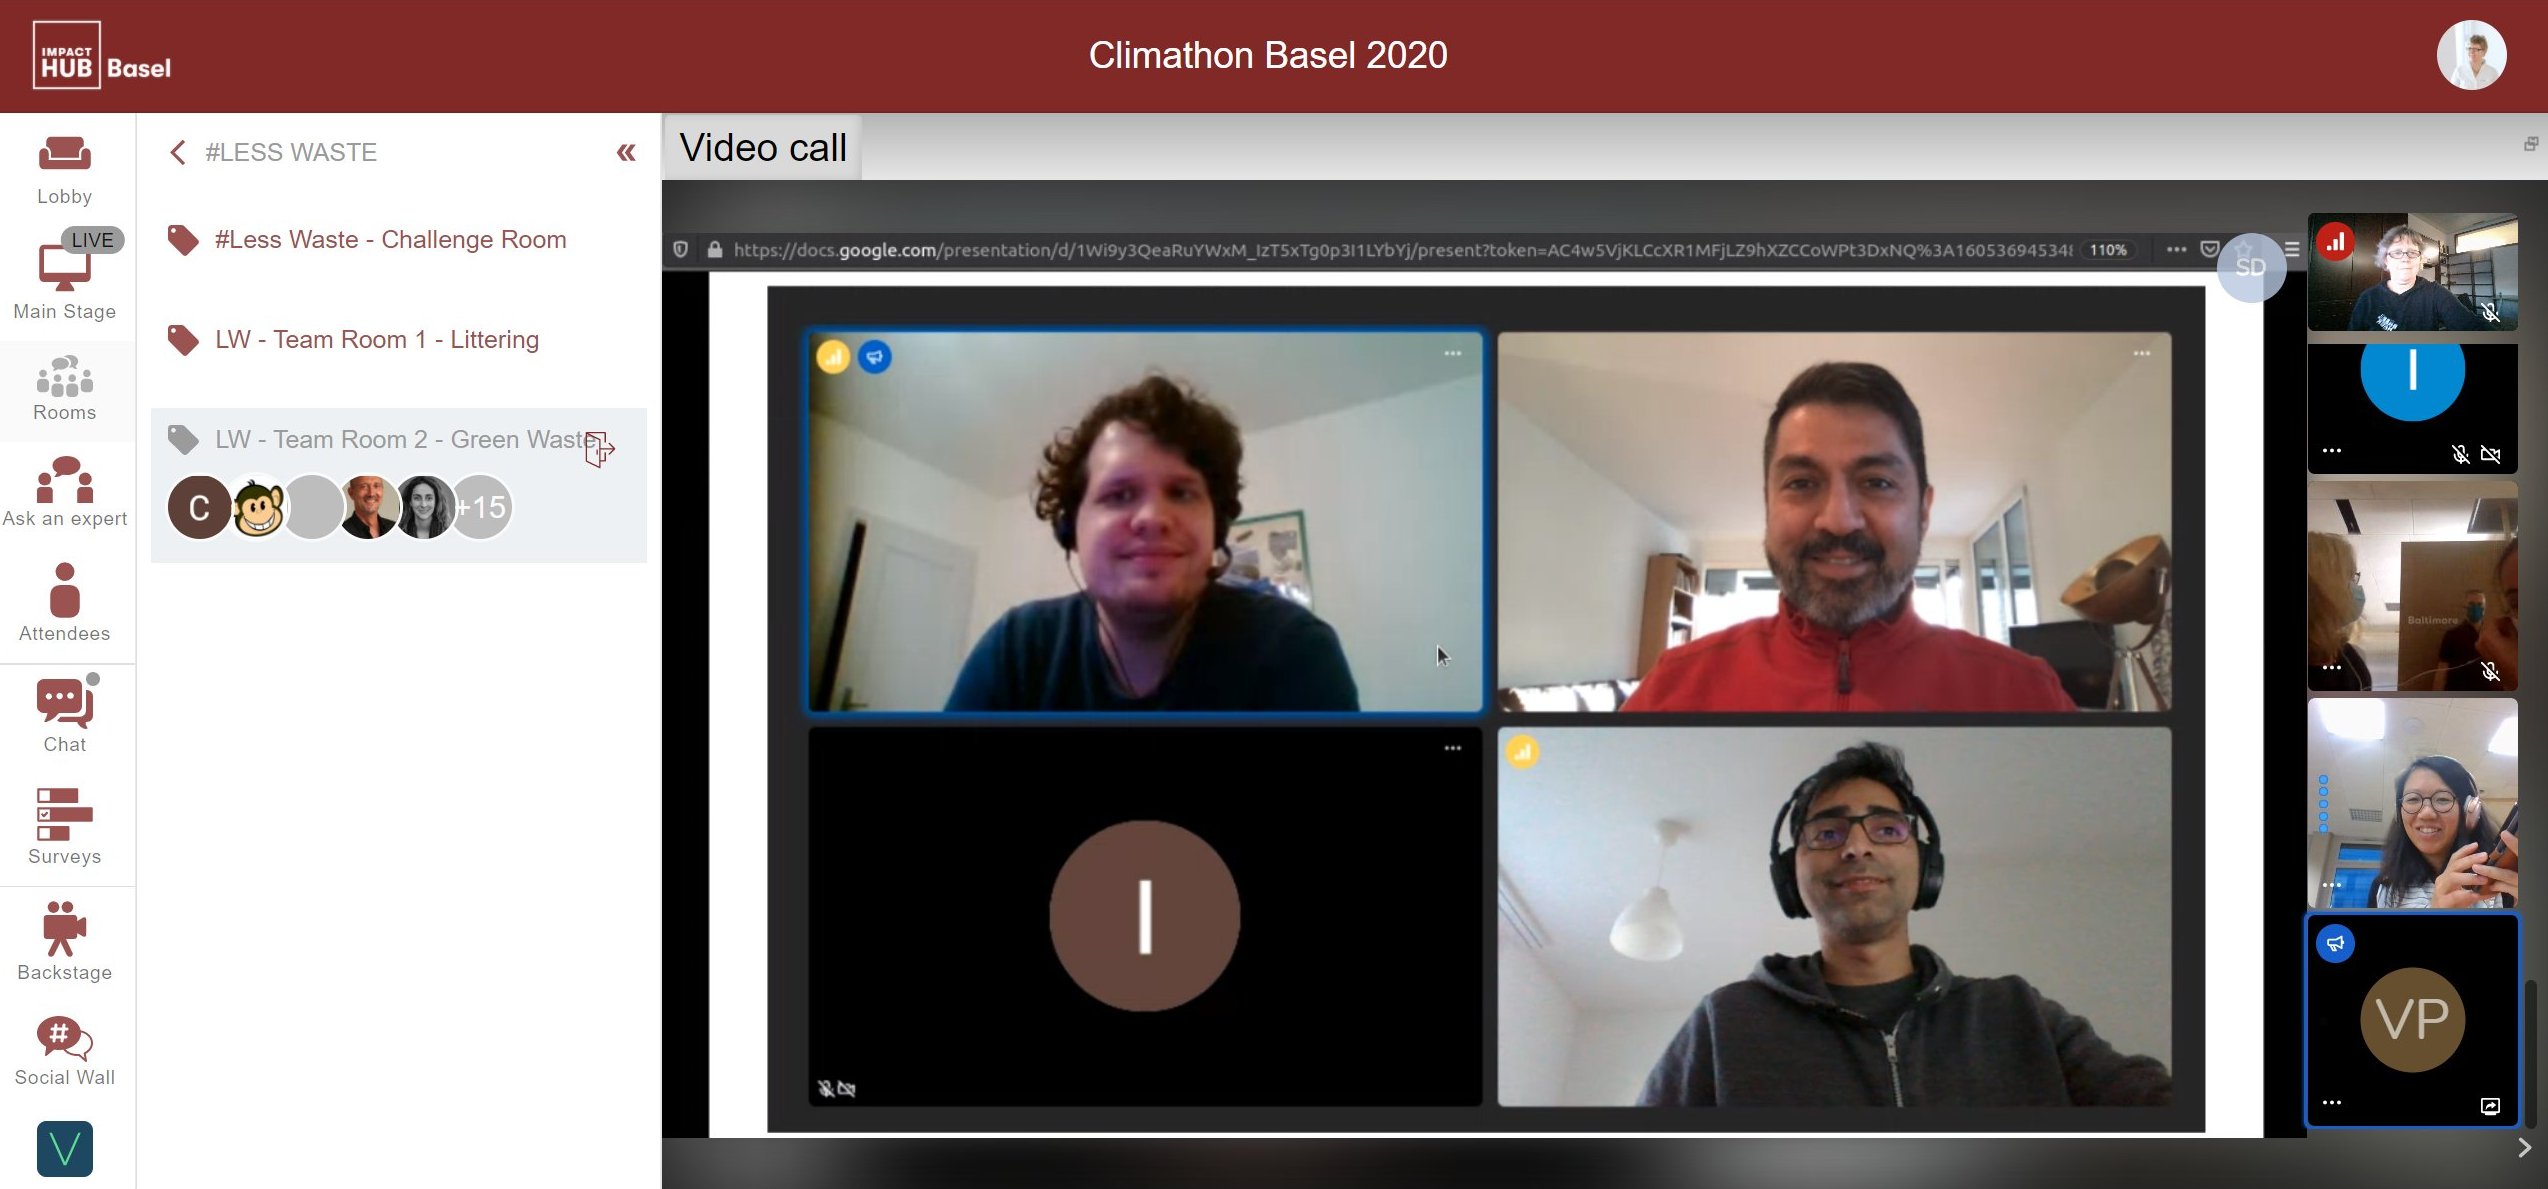 IMPACT
HUB Basel
Climathon Basel 2020
Lobby
LIVE
Main Stage
Rooms
Ask an expert
Attendees
Chat
Surveys
Backstage
#
Social Wall
V
#LESS WASTE
#Less Waste - Challenge Room
LW - Team Room 1 - Littering
LW - Team Room 2 - Green Waste
C
+15
Video call
https://docs.google.com/presentation/d/1Wi9y3QeaRuYWxM_IzT5xTg0p3I1LYbYj/present?token=AC4w5VjKLCcXR1MFjLZ9hXZCCoWPt3DxNQ%3A1605369453 110%
SD
I
I
Baltimore
VP